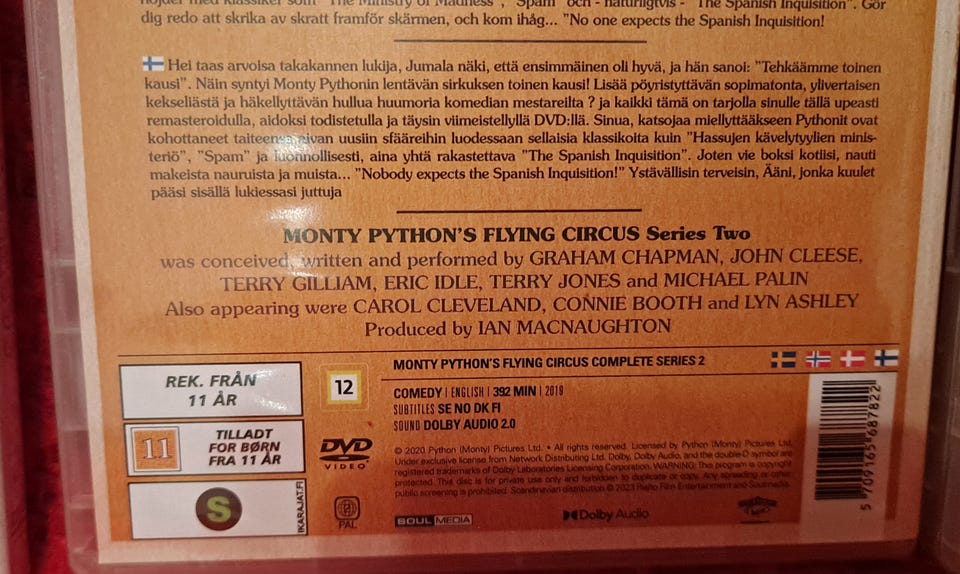 höjder med klassiker som "The Ministry of Madness", "Spam" och - naturligtvis - "The Spanish Inquisition". Gör
dig redo att skrika av skratt framför skärmen, och kom ihåg... "No one expects the Spanish Inquisition!
Hei taas arvoisa takakannen lukija, Jumala näki, että ensimmäinen oli hyvä, ja hän sanoi: "Tehkäämme toinen
kausi". Näin syntyi Monty Pythonin lentävän sirkuksen toinen kausi! Lisää pöyristyttävän sopimatonta, ylivertaisen
kekseliästä ja häkellyttävän hullua huumoria komedian mestareilta ? ja kaikki tämä on tarjolla sinulle tällä upeasti
remasteroidulla, aidoksi todistetulla ja täysin viimeistellyllä DVD:llä. Sinua, katsojaa miellyttääkseen Pythonit ovat
kohottaneet taiteensa aivan uusiin sfääreihin luodessaan sellaisia klassikoita kuin "Hassujen kävelytyylien minis-
teriö", "Spam" ja luonnollisesti, aina yhtä rakastettava "The Spanish Inquisition". Joten vie boksi kotiisi, nauti
makeista nauruista ja muista... "Nobody expects the Spanish Inquisition!" Ystävällisin terveisin, Ääni, jonka kuulet
pääsi sisällä lukiessasi juttuja
MONTY PYTHON'S FLYING CIRCUS Series Two
was conceived, written and performed by GRAHAM CHAPMAN, JOHN CLEESE,
TERRY GILLIAM, ERIC IDLE, TERRY JONES and MICHAEL PALIN
Also appearing were CAROL CLEVELAND, CONNIE BOOTH and LYN ASHLEY
Produced by IAN MACNAUGHTON
REK. FRÅN
11 ÅR
12
MONTY PYTHON'S FLYING CIRCUS COMPLETE SERIES 2
COMEDY | ENGLISH | 392 MIN | 2019
SUBTITLES SE NO DK FI
SOUND DOLBY AUDIO 2.0
11
TILLADT
FOR BØRN
FRA 11 ÅR
DVD
VIDEO
© 2020 Python (Monty) Pictures Ltd. • All rights reserved. Licensed by Python (Monty) Pictures Ltd.
Under exclusive license from Network Distributing Ltd. Dolby, Dolby Audio, and the double-D symbol are
registered trademarks of Dolby Laboratories Licensing Corporation. WARNING: This program is copyright
protected. This disc is for private use only and forbidden to duplicate or copy. Any spreading or other
public screening is prohibited. Scandinavian distribution © 2023 Rialto Film Entertainment and Soulmedia.
S
IKARAJAT.FI
PAL
SOUL MEDIA
Dolby Audio
5 709165 687822